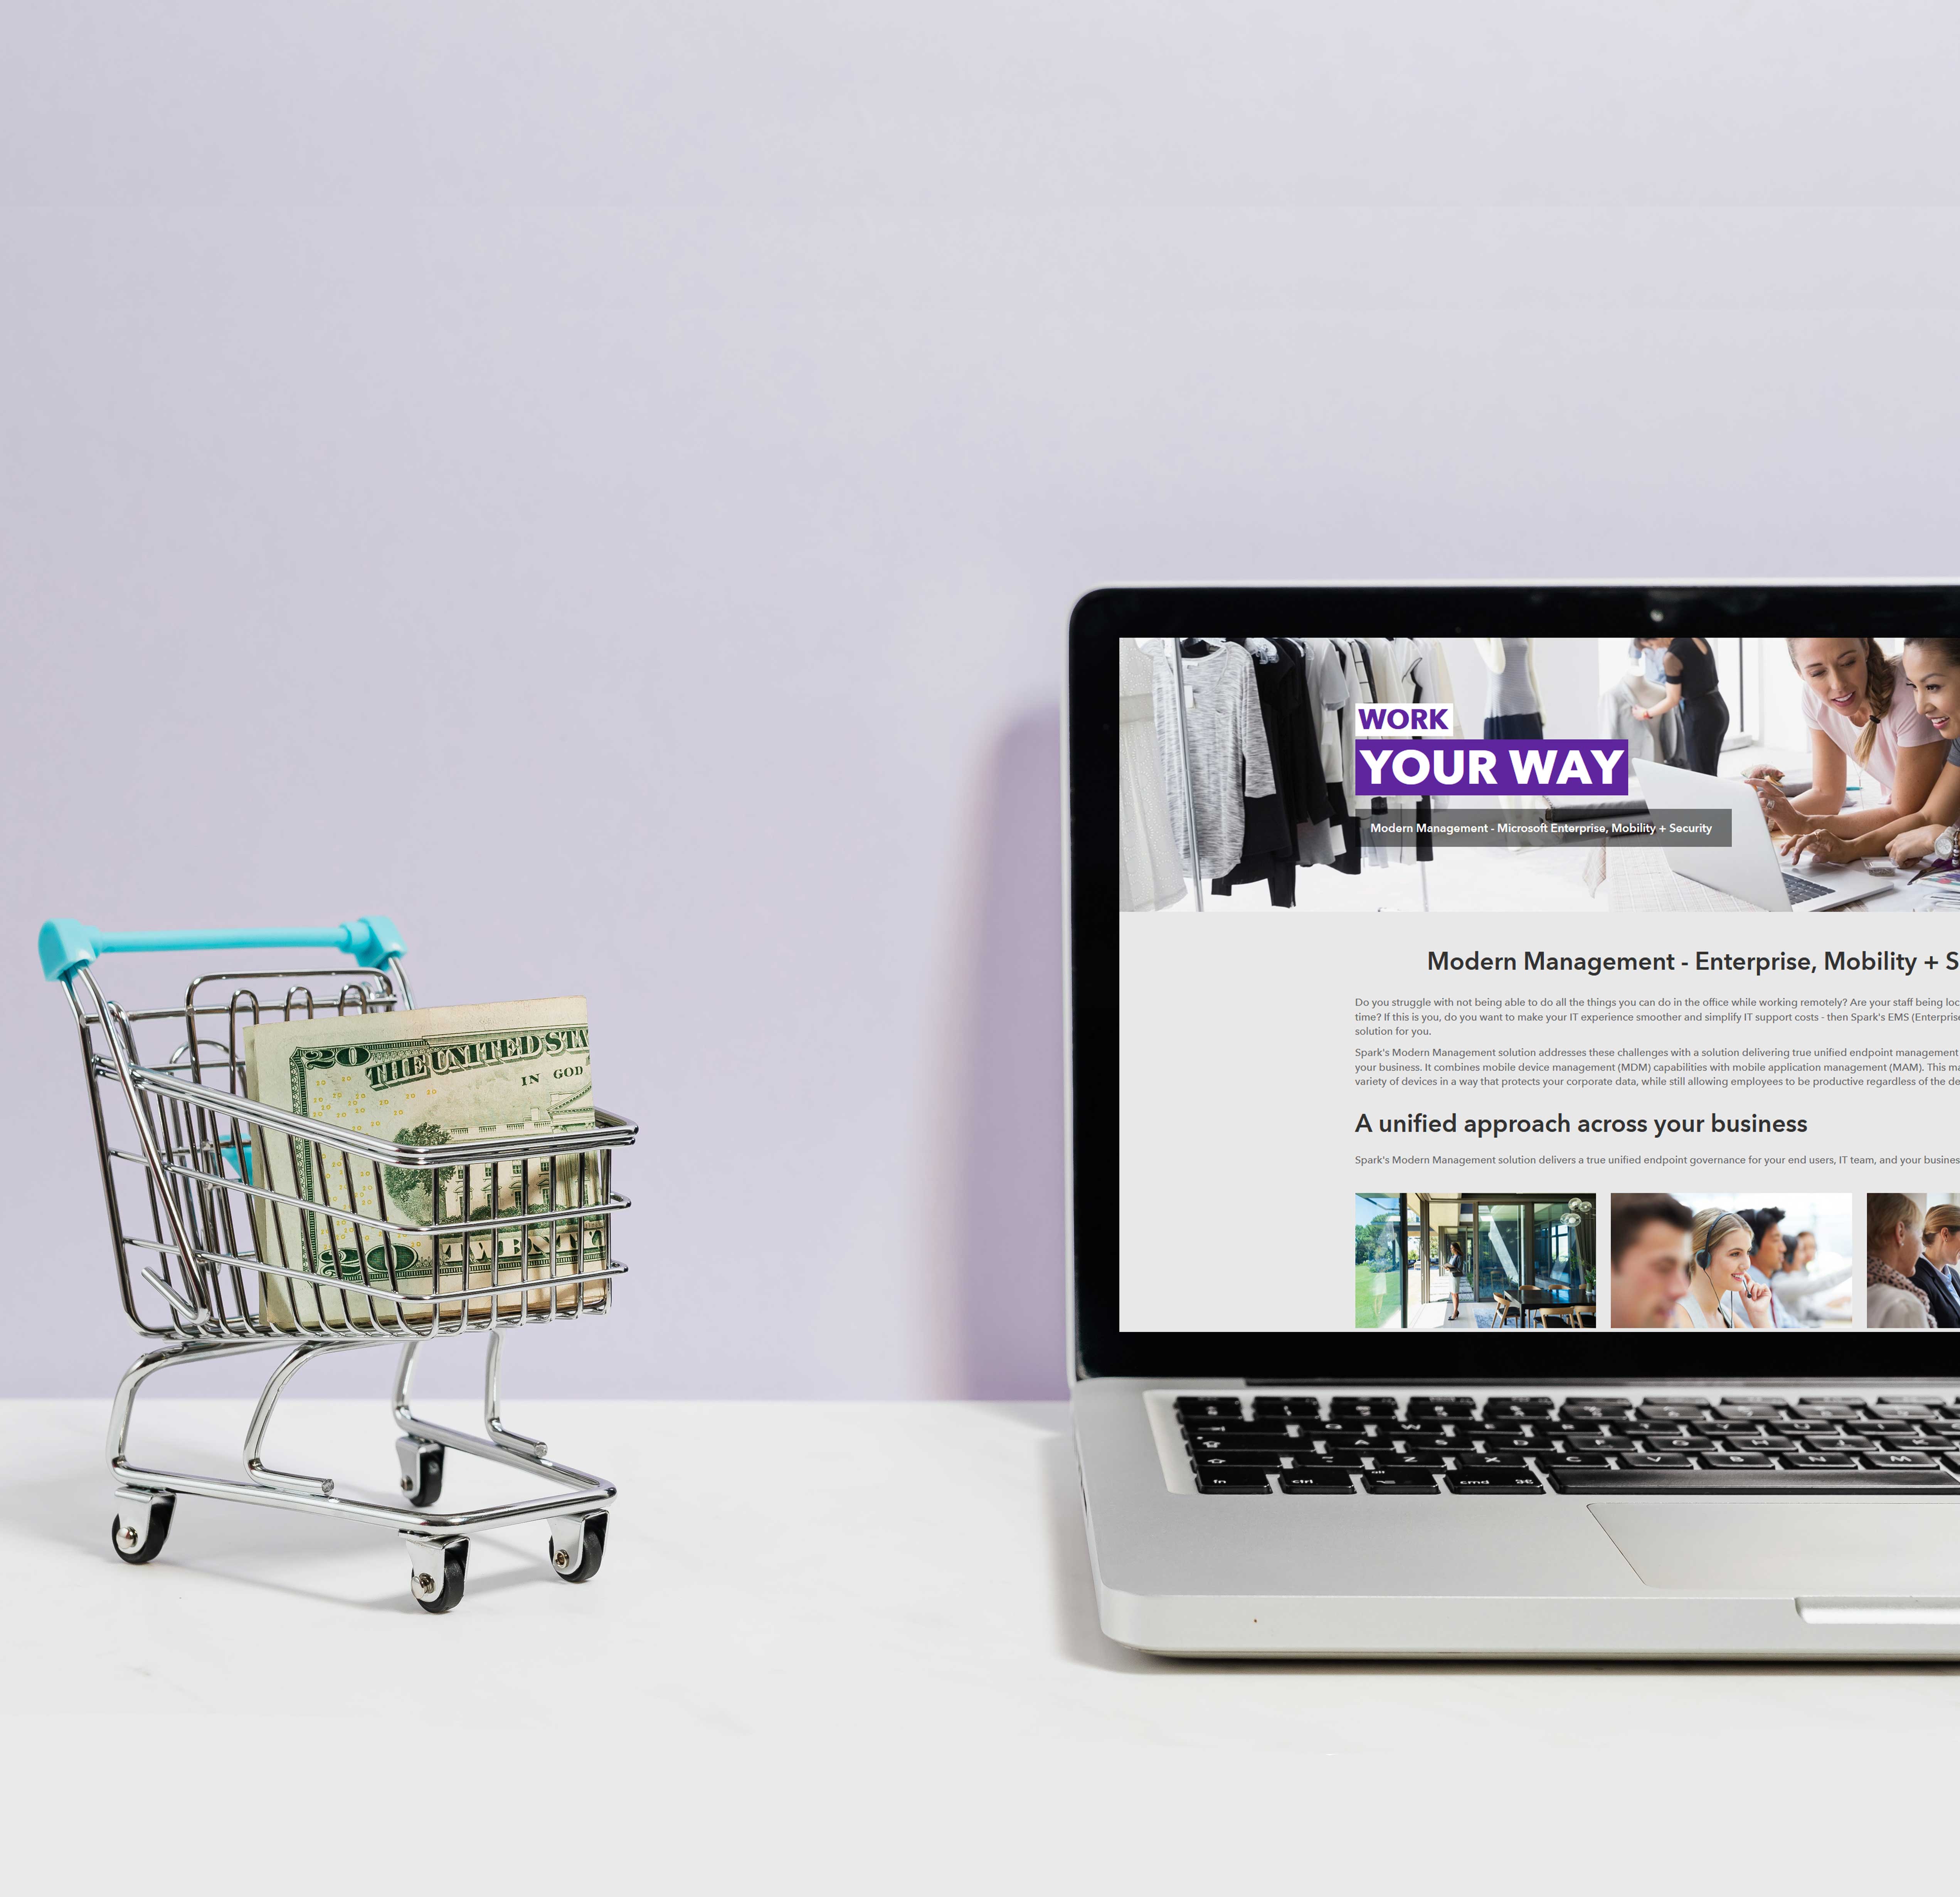 WORK
YOUR WAY
Modern Management - Microsoft Enterprise, Mobility + Security
Modern Management - Enterprise, Mobility + S
Do you struggle with not being able to do all the things you can do in the office while working remotely? Are your staff being loc
time? If this is you, do you want to make your IT experience smoother and simplify IT support costs - then Spark's EMS (Enterprise
solution for you.
Spark's Modern Management solution addresses these challenges with a solution delivering true unified endpoint management
your business. It combines mobile device management (MDM) capabilities with mobile application management (MAM). This ma
variety of devices in a way that protects your corporate data, while still allowing employees to be productive regardless of the de
A unified approach across your business
Spark's Modern Management solution delivers a true unified endpoint governance for your end users, IT team, and your busines
20 THE UNITED STA
IN GOD
20 TWENTY
Q W E R T
A S D F G H J K
Z X C V B N M
fn ctrl alt cmd ⌘